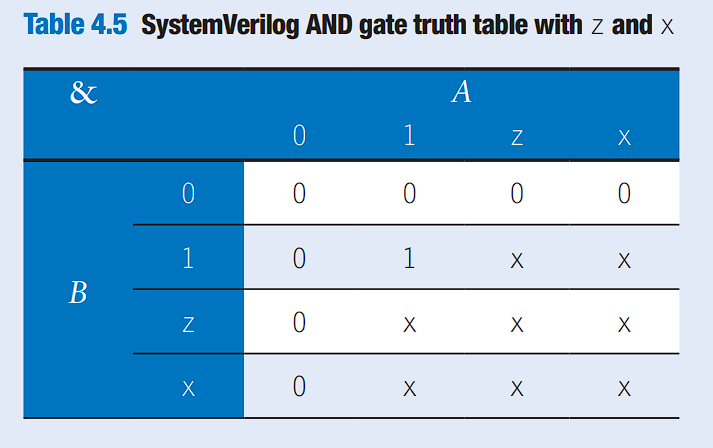 Table 4.5 SystemVerilog AND gate truth table with z and x
& A
0 1 z x
0 0 0 0 0
1 0 1 x x
B
z 0 x x x
x 0 x x x